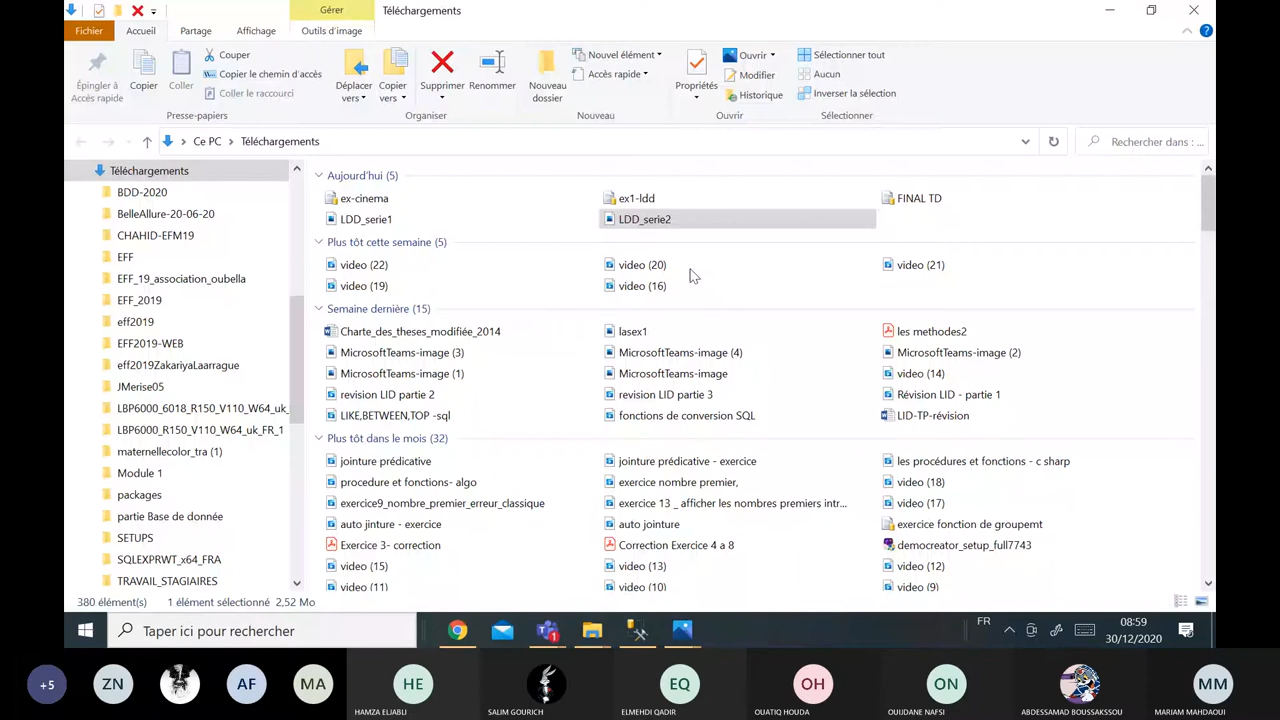 Gérer
Téléchargements
Fichier
Accueil
Partage
Affichage
Outils d'image
Épingler à
Accès rapide
Copier
Coller
Couper
Copier le chemin d'accès
Coller le raccourci
Presse-papiers
Déplacer
vers
Copier
vers
Supprimer
Renommer
Organiser
Nouveau
dossier
Nouvel élément
Accès rapide
Nouveau
Propriétés
Ouvrir
Modifier
Historique
Ouvrir
Sélectionner tout
Aucun
Inverser la sélection
Sélectionner
Ce PC > Téléchargements
Rechercher dans : ...
Téléchargements
BDD-2020
BelleAllure-20-06-20
CHAHID-EFM19
EFF
EFF_19_association_oubella
EFF_2019
eff2019
EFF2019-WEB
eff2019ZakariyaLaarrague
JMerise05
LBP6000_6018_R150_V110_W64_uk_
LBP6000_R150_V110_W64_uk_FR_1
maternellecolor_tra (1)
Module 1
packages
partie Base de donnée
SETUPS
SQLEXPRWT_x64_FRA
TRAVAIL_STAGIAIRES
Aujourd'hui (5)
ex-cinema
ex1-ldd
FINAL TD
LDD_serie1
LDD_serie2
Plus tôt cette semaine (5)
video (22)
video (20)
video (21)
video (19)
video (16)
Semaine dernière (15)
Charte_des_theses_modifiée_2014
lasex1
les methodes2
MicrosoftTeams-image (3)
MicrosoftTeams-image (4)
MicrosoftTeams-image (2)
MicrosoftTeams-image (1)
MicrosoftTeams-image
video (14)
revision LID partie 2
revision LID partie 3
Révision LID - partie 1
LIKE,BETWEEN,TOP -sql
fonctions de conversion SQL
LID-TP-révision
Plus tôt dans le mois (32)
jointure prédicative
jointure prédicative - exercice
les procédures et fonctions - c sharp
procedure et fonctions- algo
exercice nombre premier,
video (18)
exercice9_nombre_premier_erreur_classique
exercice 13 _ afficher les nombres premiers intr...
video (17)
auto jinture - exercice
auto jointure
exercice fonction de groupemt
Exercice 3- correction
Correction Exercice 4 a 8
democreator_setup_full7743
video (15)
video (13)
video (12)
video (11)
video (10)
video (9)
380 élément(s)
1 élément sélectionné 2,52 Mo
Taper ici pour rechercher
1
FR
08:59
30/12/2020
+5
ZN
AF
MA
HE
EQ
OH
ON
MM
HAMZA ELJABLI
SALIM GOURICH
ELMEHDI QADIR
OUATIQ HOUDA
OUIJDANE NAFSI
ABDESSAMAD BOUSSAKSSOU
MARIAM MAHDAOUI